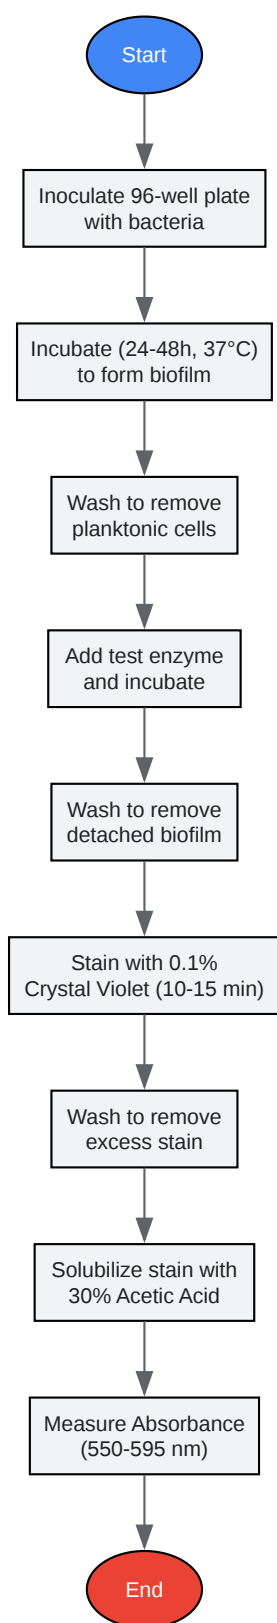 Start
Inoculate 96-well plate
with bacteria
Incubate (24-48h, 37°C)
to form biofilm
Wash to remove
planktonic cells
Add test enzyme
and incubate
Wash to remove
detached biofilm
Stain with 0.1%
Crystal Violet (10-15 min)
Wash to remove
excess stain
Solubilize stain with
30% Acetic Acid
Measure Absorbance
(550-595 nm)
End